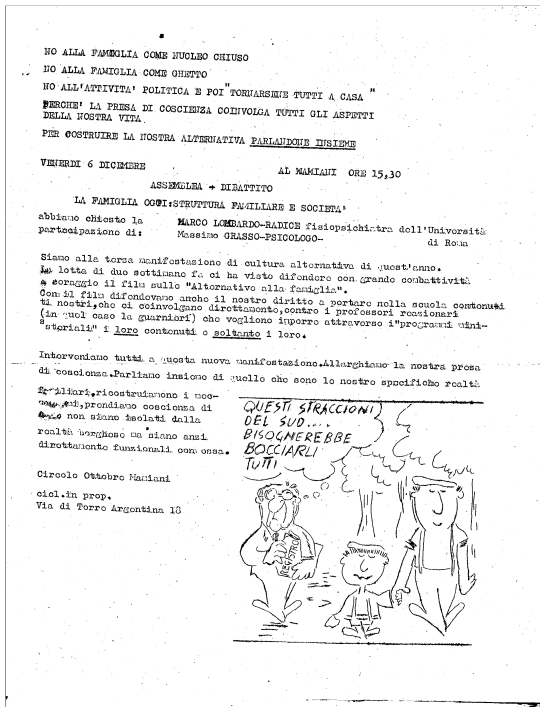 NO ALLA FAMIGLIA COME NUCLEO CHIUSO
NO ALLA FAMIGLIA COME GHETTO
NO ALL'ATTIVITA' POLITICA E POI "TORNARSENE TUTTI A CASA "
PERCHE' LA PRESA DI COSCIENZA COINVOLGA TUTTI GLI ASPETTI
DELLA NOSTRA VITA.
PER COSTRUIRE LA NOSTRA ALTERNATIVA PARLANDONE INSIEME
VENERDI 6 DICEMBRE
AL MAMIANI ORE 15,30
ASSEMBLEA + DIBATTITO
LA FAMIGLIA OGGI:STRUTTURA FAMILIARE E SOCIETA'
abbiamo chiesto la MARCO LOMBARDO-RADICE fisiopsichiatra dell'Università
partecipazione di: Massimo GRASSO-PSICOLOGO- di Roma
Siamo alla terza manifestazione di cultura alternativa di quest'anno.
La lotta di due settimane fa ci ha visto difendere con grande combattività
e coraggio il film sullo "Alternative alla famiglia".
Con il film difendevamo anche il nostro diritto a portare nella scuola contenuti
nostri,che ci coinvolgano direttamente,contro i professori reazionari
(in quel caso la guarnieri) che vogliono imporre attraverso i"programmi mini-
steriali" i loro contenuti e soltanto i loro.
Interveniamo tutti a questa nuova manifestazione.Allarghiamo la nostra presa
di coscienza.Parliamo insieme di quello che sono le nostre specifiche realtà
familiari,ricostruiamone i
prendiamo coscienza di
non siano isolati dalla
realtà borghese ma siano anzi
direttamente funzionali con essa.
Circolo Ottobre Mamiani
cicl.in prop.
Via di Torre Argentina 18
QUESTI STRACCIONI
DEL SUD....
BISOGNEREBBE
BOCCIARLI
TUTTI
REGISTRO